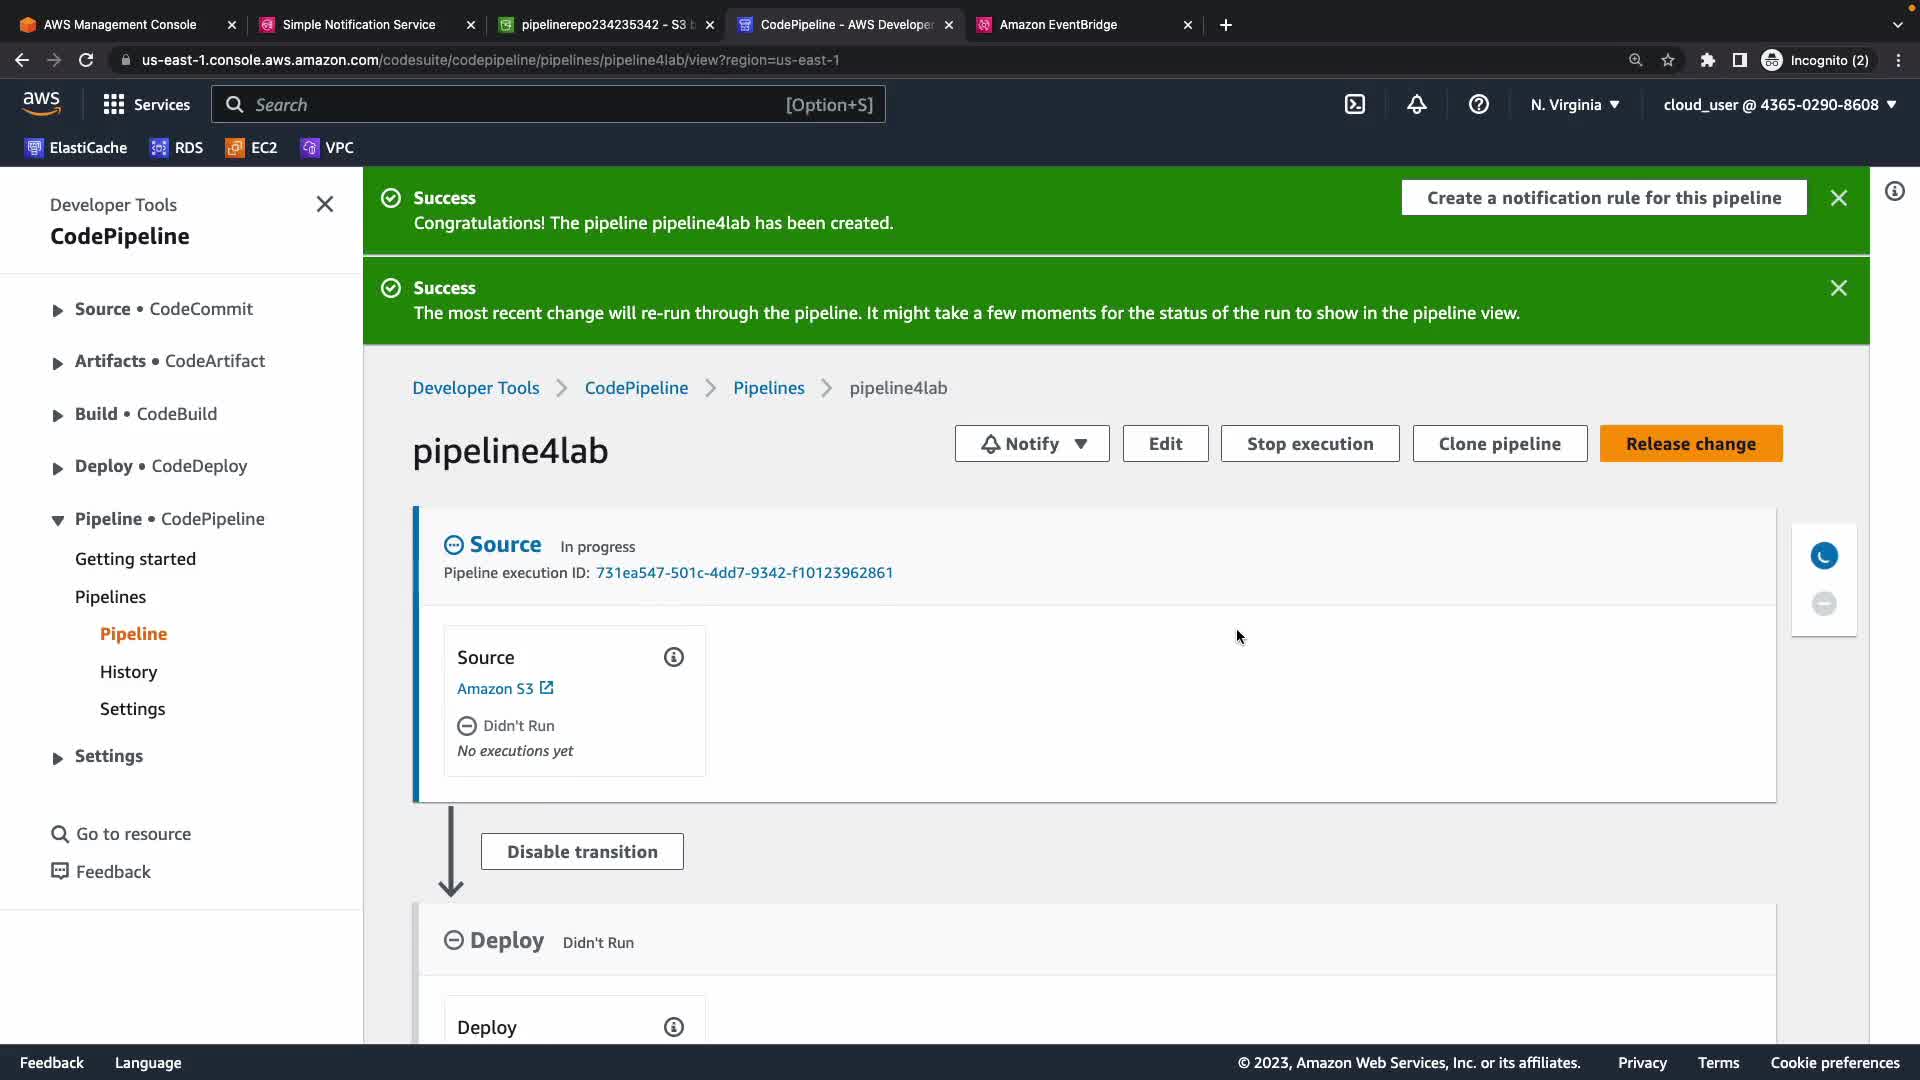 AWS Management Console
Simple Notification Service
pipelinerepo234235342 - S3 b
CodePipeline - AWS Developer
Amazon EventBridge
us-east-1.console.aws.amazon.com/codesuite/codepipeline/pipelines/pipeline4lab/view?region=us-east-1
Incognito (2)
aws
Services
Search
[Option+S]
N. Virginia
cloud_user @ 4365-0290-8608
ElastiCache
RDS
EC2
VPC
Developer Tools
CodePipeline
Source • CodeCommit
Artifacts • CodeArtifact
Build • CodeBuild
Deploy • CodeDeploy
Pipeline • CodePipeline
Getting started
Pipelines
Pipeline
History
Settings
Settings
Go to resource
Feedback
Success
Congratulations! The pipeline pipeline4lab has been created.
Create a notification rule for this pipeline
Success
The most recent change will re-run through the pipeline. It might take a few moments for the status of the run to show in the pipeline view.
Developer Tools
CodePipeline
Pipelines
pipeline4lab
pipeline4lab
Notify
Edit
Stop execution
Clone pipeline
Release change
Source In progress
Pipeline execution ID: 731ea547-501c-4dd7-9342-f10123962861
Source
Amazon S3
Didn't Run
No executions yet
Disable transition
Deploy Didn't Run
Deploy
Feedback
Language
© 2023, Amazon Web Services, Inc. or its affiliates.
Privacy
Terms
Cookie preferences